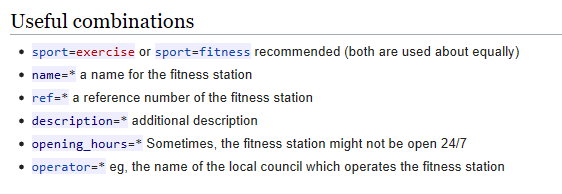 Useful combinations
sport=exercise or sport=fitness recommended (both are used about equally)
name=* a name for the fitness station
ref=* a reference number of the fitness station
description=* additional description
opening_hours=* Sometimes, the fitness station might not be open 24/7
operator=* eg, the name of the local council which operates the fitness station